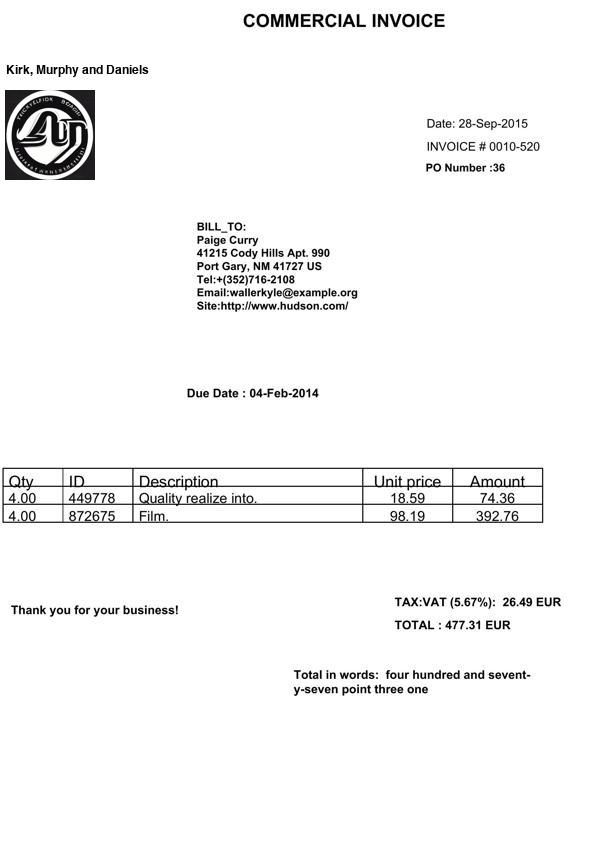 COMMERCIAL INVOICE
Kirk, Murphy and Daniels
Date: 28-Sep-2015
INVOICE # 0010-520
PO Number :36
BILL_TO:
Paige Curry
41215 Cody Hills Apt. 990
Port Gary, NM 41727 US
Tel:+(352)716-2108
Email:wallerkyle@example.org
Site:http://www.hudson.com/
Due Date : 04-Feb-2014
Qty ID Description Unit price Amount
4.00 449778 Quality realize into. 18.59 74.36
4.00 872675 Film. 98.19 392.76
TAX:VAT (5.67%): 26.49 EUR
Thank you for your business!
TOTAL : 477.31 EUR
Total in words: four hundred and sevent-
y-seven point three one